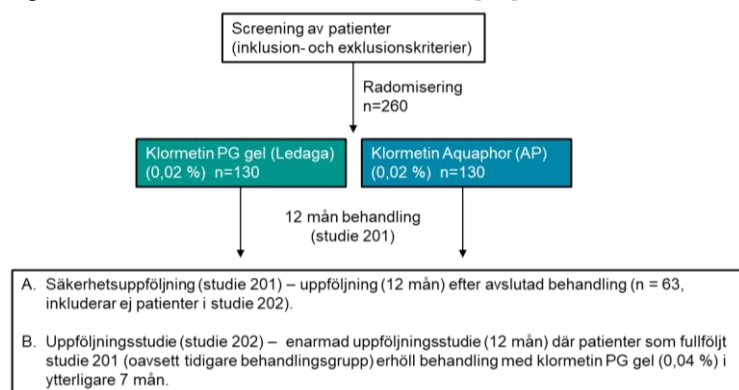 Screening av patienter
(inklusion- och exklusionskriterier)
Radomisering
n=260
Klormetin PG gel (Ledaga)
(0,02 %) n=130
Klormetin Aquaphor (AP)
(0,02 %) n=130
12 mån behandling
(studie 201)
A. Säkerhetsuppföljning (studie 201) – uppföljning (12 mån) efter avslutad behandling (n = 63,
inkluderar ej patienter i studie 202).
B. Uppföljningsstudie (studie 202) – enarmad uppföljningsstudie (12 mån) där patienter som fullföljt
studie 201 (oavsett tidigare behandlingsgrupp) erhöll behandling med klormetin PG gel (0,04 %) i
ytterligare 7 mån.